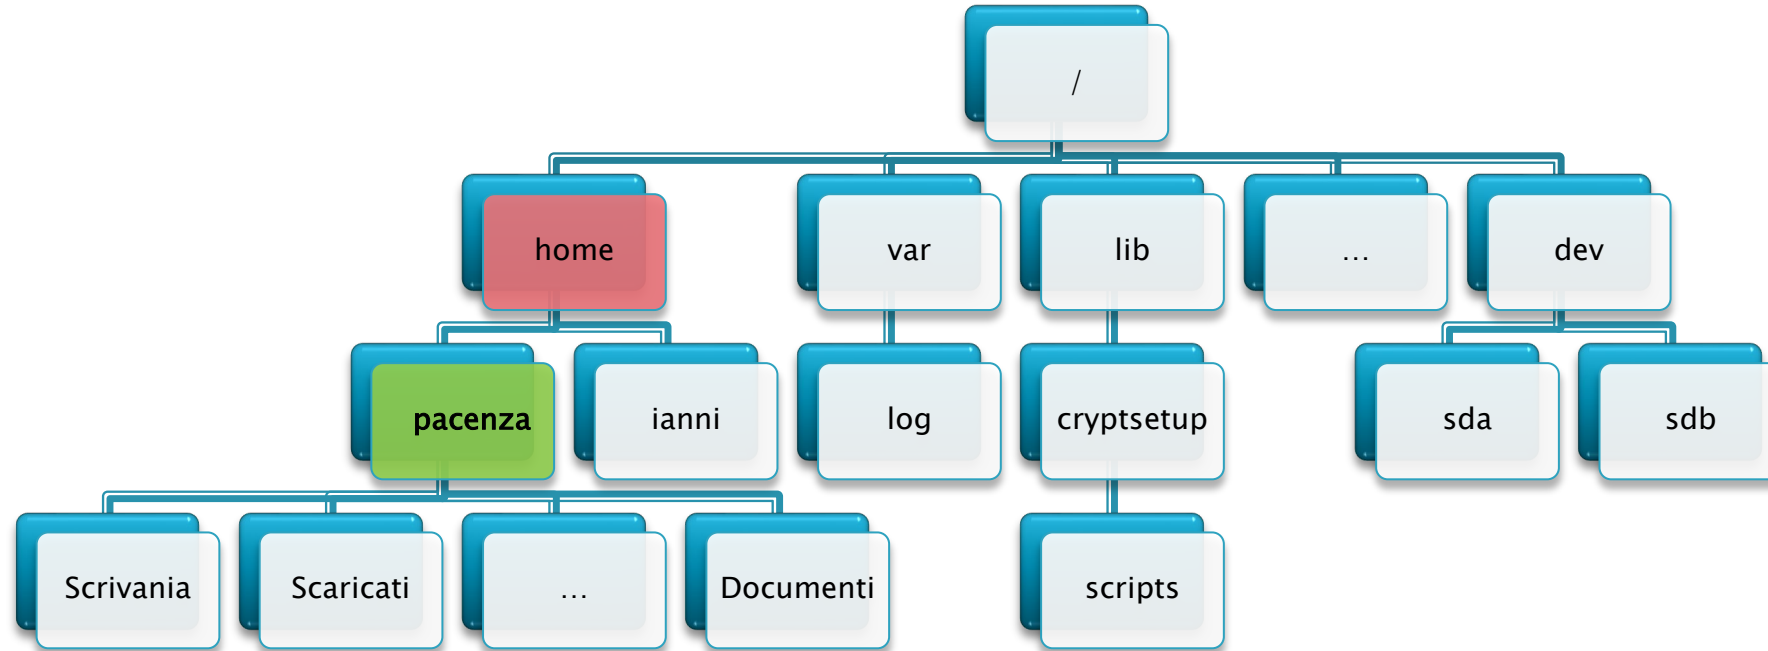 /
home
var
lib
...
dev
pacenza
ianni
log
cryptsetup
sda
sdb
Scrivania
Scaricati
...
Documenti
scripts